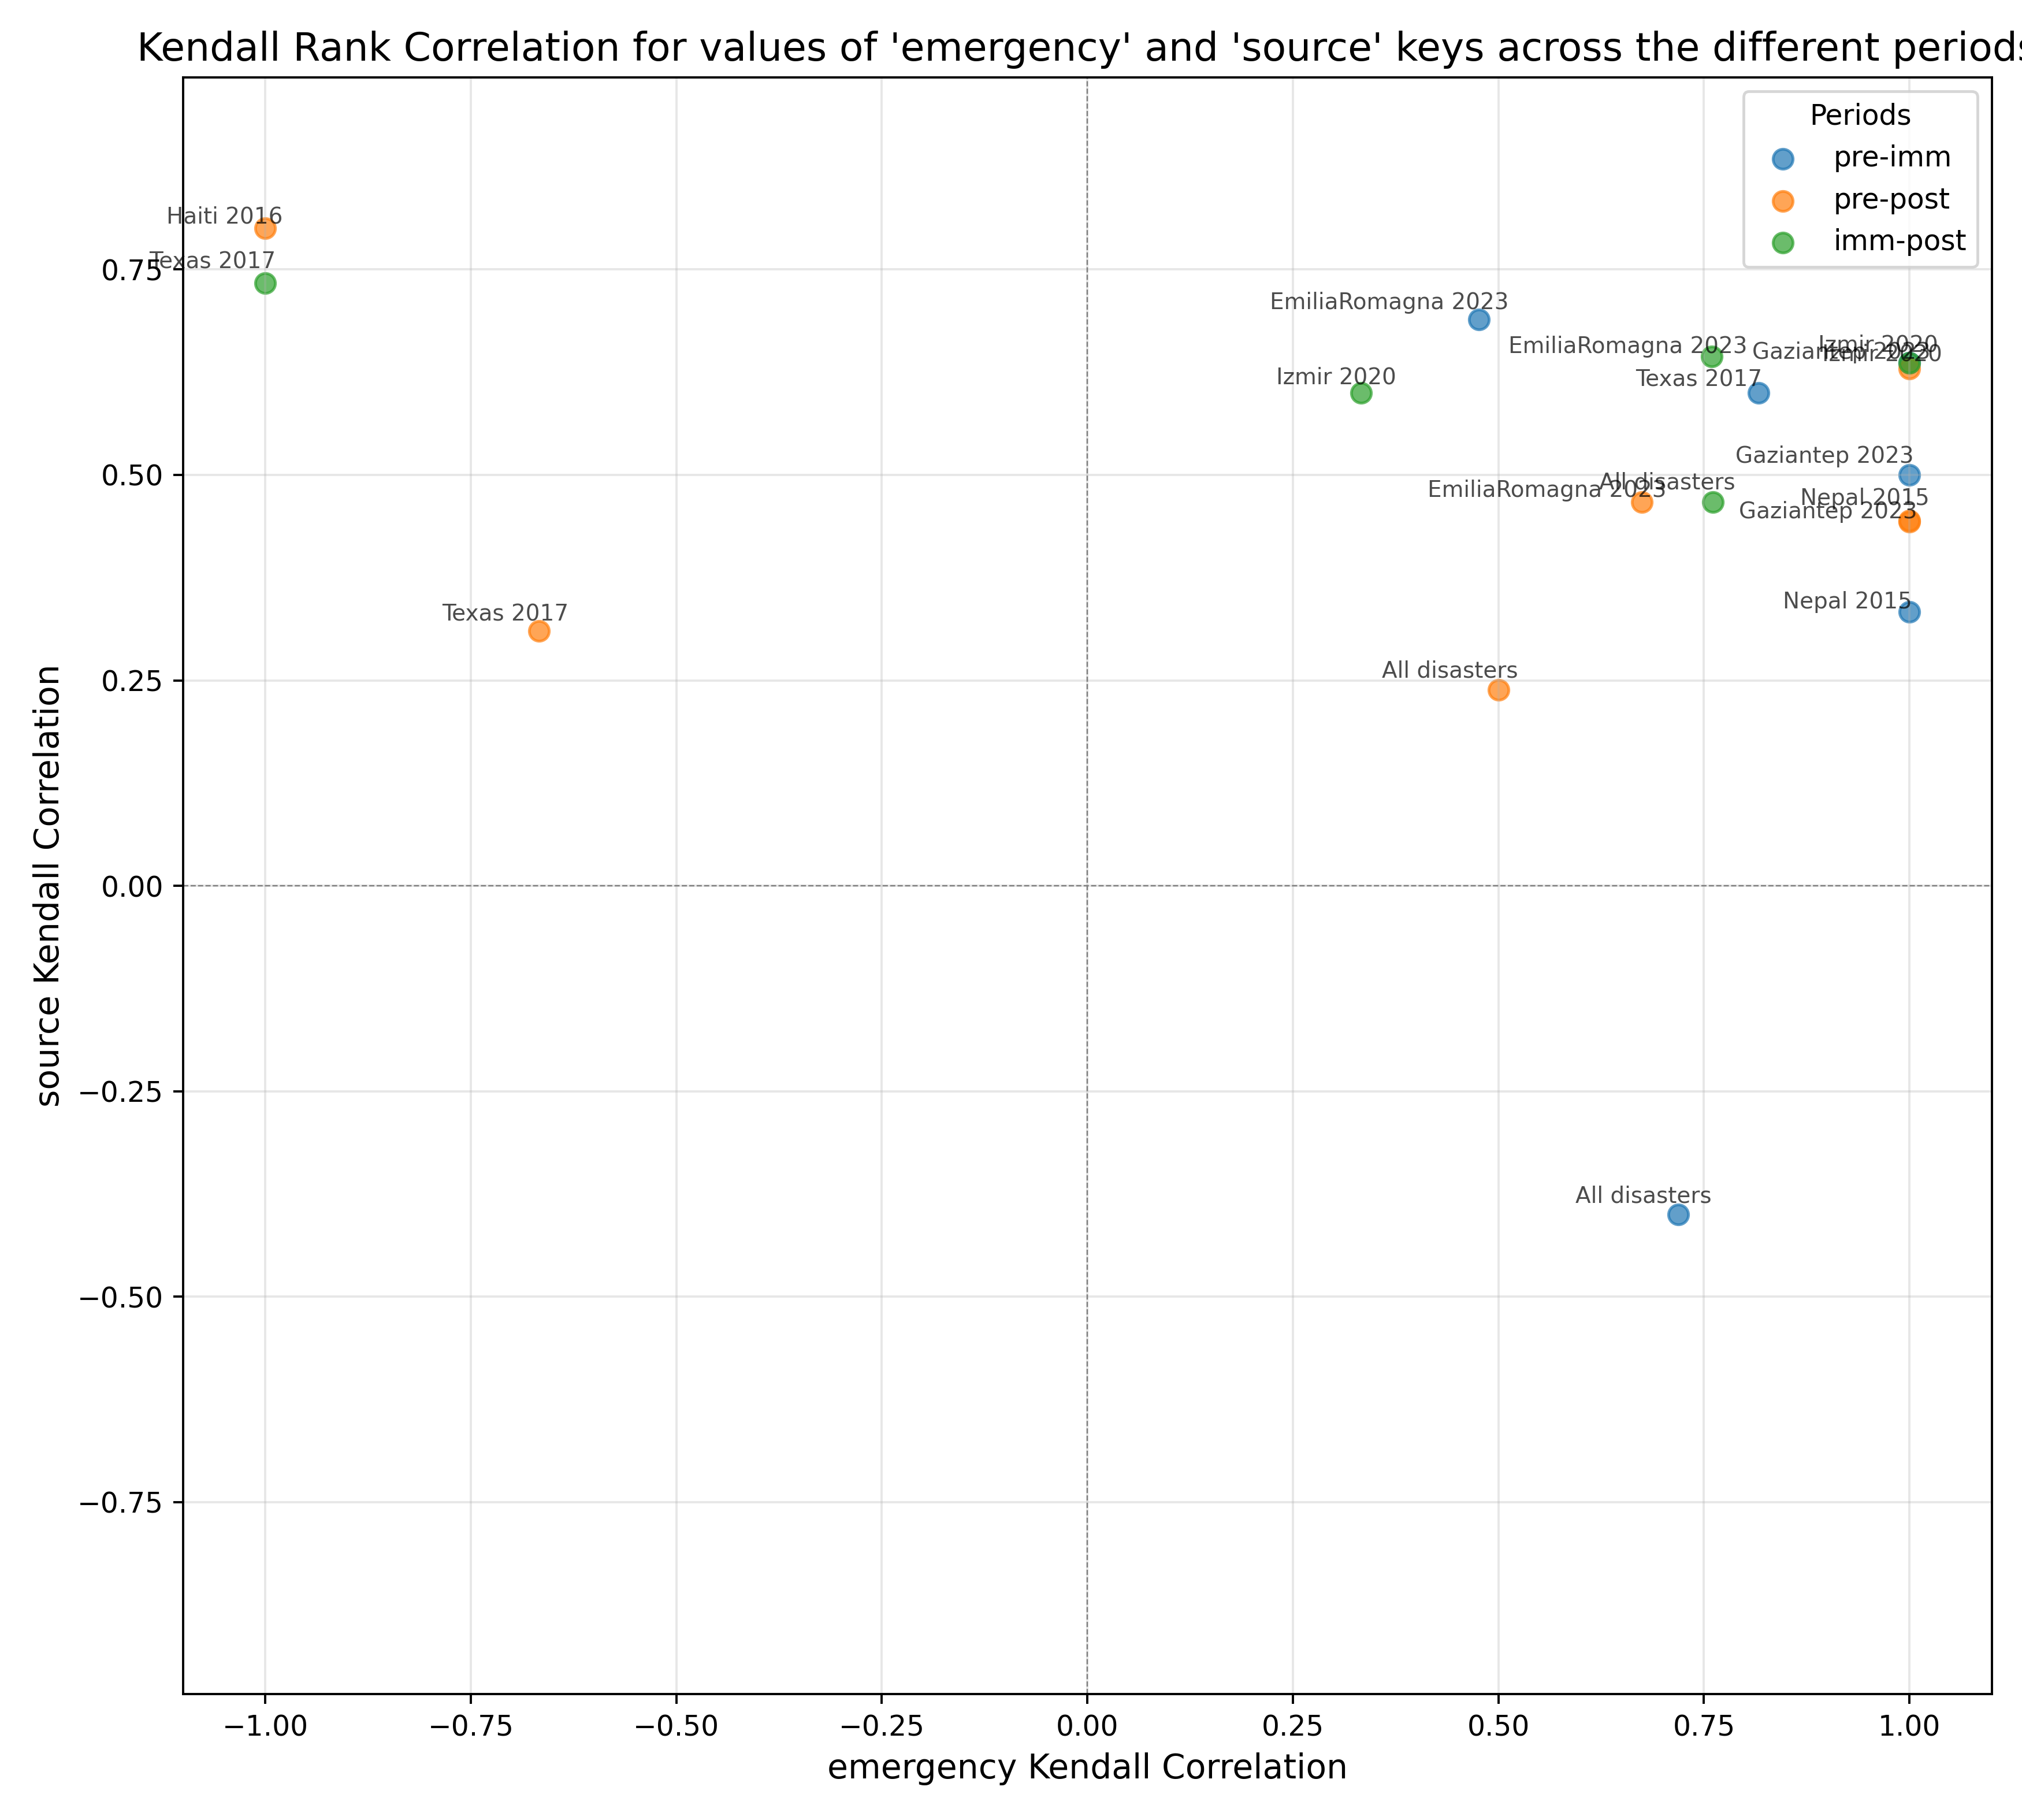 Kendall Rank Correlation for values of 'emergency' and 'source' keys across the different periods
Periods
pre-imm
pre-post
imm-post
Haiti 2016
Texas 2017
EmiliaRomagna 2023
EmiliaRomagna 2023
Gaziantep 2023
Izmir 2020
Izmir 2020
Izmir 2020
Texas 2017
Gaziantep 2023
EmiliaRomagna 2023
All disasters
Nepal 2015
Gaziantep 2023
Texas 2017
Nepal 2015
All disasters
All disasters
0.75
0.50
0.25
0.00
−0.25
−0.50
−0.75
source Kendall Correlation
−1.00
−0.75
−0.50
−0.25
0.00
0.25
0.50
0.75
1.00
emergency Kendall Correlation